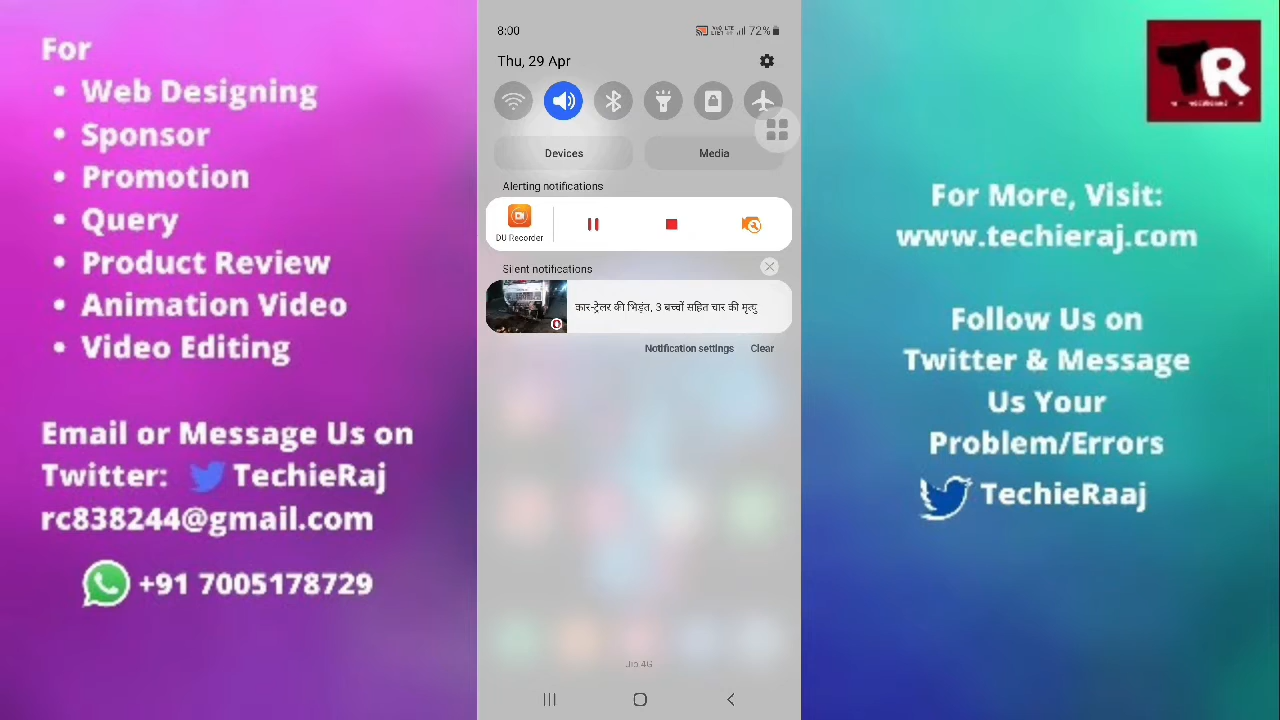 For
• Web Designing
• Sponsor
• Promotion
• Query
• Product Review
• Animation Video
• Video Editing
Email or Message Us on
Twitter: TechieRaj
rc838244@gmail.com
+91 7005178729
8:00
72%
Thu, 29 Apr
Devices
Media
Alerting notifications
DU Recorder
Silent notifications
कार-ट्रेलर की भिड़ंत, 3 बच्चों सहित चार की मृत्यु
Notification settings
Clear
Jio 4G
TR
For More, Visit:
www.techieraj.com
Follow Us on
Twitter & Message
Us Your
Problem/Errors
TechieRaaj